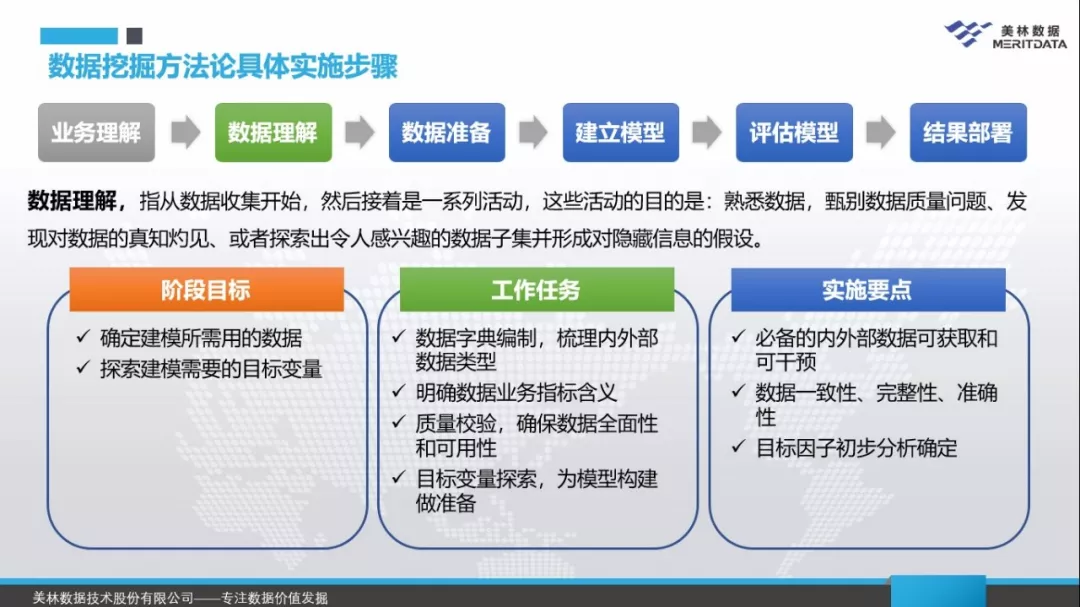 美林数据
MERITDATA
数据挖掘方法论具体实施步骤
业务理解
数据理解
数据准备
建立模型
评估模型
结果部署
数据理解，指从数据收集开始，然后接着是一系列活动，这些活动的目的是：熟悉数据，甄别数据质量问题、发
现对数据的真知灼见、或者探索出令人感兴趣的数据子集并形成对隐藏信息的假设。
阶段目标
✓ 确定建模所需用的数据
✓ 探索建模需要的目标变量
工作任务
✓ 数据字典编制，梳理内外部
数据类型
✓ 明确数据业务指标含义
✓ 质量校验，确保数据全面性
和可用性
✓ 目标变量探索，为模型构建
做准备
实施要点
✓ 必备的内外部数据可获取和
可干预
✓ 数据一致性、完整性、准确
性
✓ 目标因子初步分析确定
美林数据技术股份有限公司——专注数据价值发掘